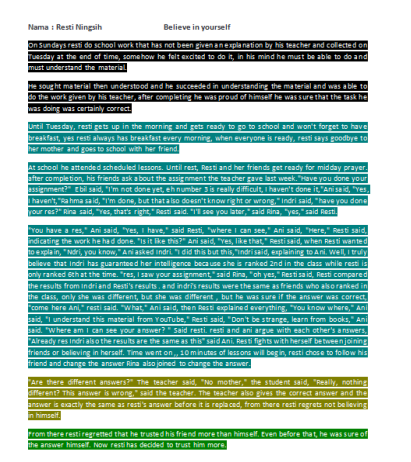 Nama : Resti Ningsih Believe in yourself
On Sundays resti do school work that has not been given an explanation by his teacher and collected on
Tuesday at the end of time, somehow he felt excited to do it, in his mind he must be able to do and
must understand the material.
He sought material then understood and he succeeded in understanding the material and was able to
do the work given by his teacher, after completing he was proud of himself he was sure that the task he
was doing was certainly correct.
Until Tuesday, resti gets up in the morning and gets ready to go to school and won't forget to have
breakfast, yes resti always has breakfast every morning, when everyone is ready, resti says goodbye to
her mother and goes to school with her friend.
At school he attended scheduled lessons. Until rest, Resti and her friends get ready for midday prayer.
after completion, his friends ask about the assignment the teacher gave last week."Have you done your
assignment?" Ebil said, "I'm not done yet, eh number 3 is really difficult, I haven't done it,"Ani said, "Yes,
I haven't,"Rahma said, "I'm done, but that also doesn't know right or wrong," Indri said, "have you done
your res?" Rina said, "Yes, that's right," Resti said. "I'll see you later," said Rina, "yes," said Resti.
"You have a res," Ani said, "Yes, I have," said Resti, "where I can see," Ani said, "Here," Resti said,
indicating the work he had done. "Is it like this?" Ani said, "Yes, like that," Resti said, when Resti wanted
to explain, "Ndri, you know," Ani asked Indri. "I did this but this,"Indri said, explaining to Ani. Well, I truly
believe that Indri has guaranteed her intelligence because she is ranked 2nd in the class while resti is
only ranked 6th at the time. "res, I saw your assignment," said Rina, "oh yes," Resti said, Resti compared
the results from Indri and Resti's results . and indri's results were the same as friends who also ranked in
the class, only she was different, but she was different , but he was sure if the answer was correct,
"come here Ani," resti said. "What," Ani said, then Resti explained everything, "You know where," Ani
said, "I understand this material from YouTube," Resti said, "Don't be strange, learn from books," Ani
said. "Where am I can see your answer? " Said resti. resti and ani argue with each other's answers,
"Already res Indri also the results are the same as this" said Ani. Resti fights with herself between joining
friends or believing in herself. Time went on,, 10 minutes of lessons will begin, resti chose to follow his
friend and change the answer Rina also joined to change the answer.
"Are there different answers?" The teacher said, "No mother," the student said, "Really, nothing
different? This answer is wrong," said the teacher. The teacher also gives the correct answer and the
answer is exactly the same as resti's answer before it is replaced, from there resti regrets not believing
in himself.
From there resti regretted that he trusted his friend more than himself. Even before that, he was sure of
the answer himself. Now resti has decided to trust him more.